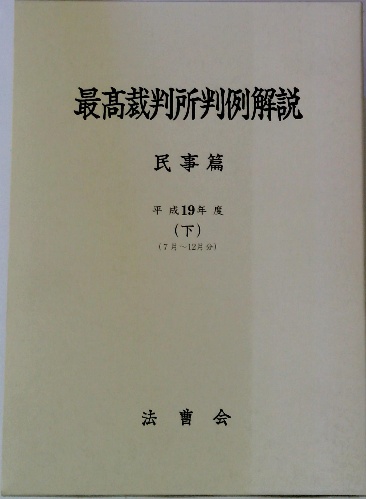 最高裁判所判例解説
民事篇
平成19年度
(下)
(7月～12月分)
法曹会